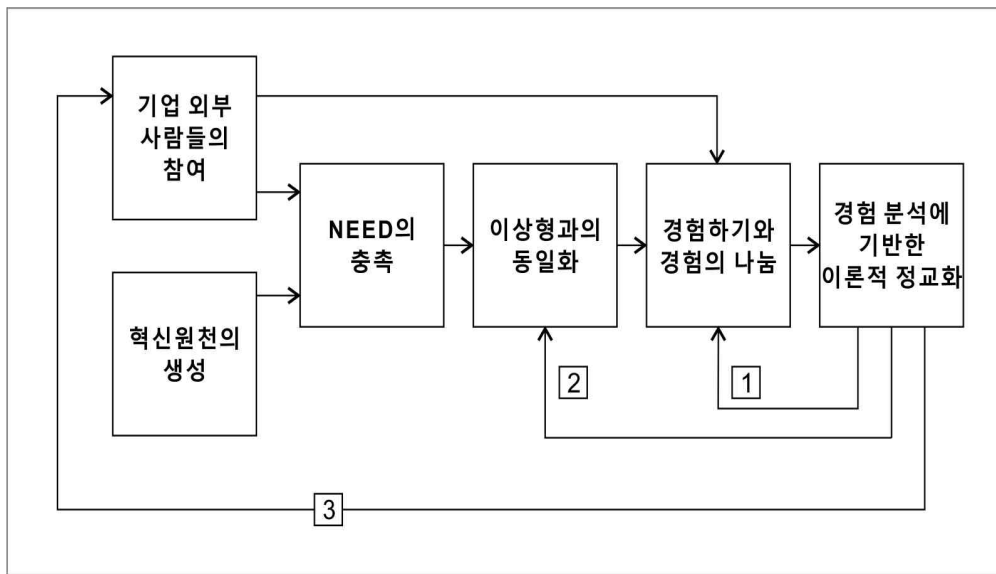 기업 외부
사람들의
참여
혁신원천의
생성
NEED의
충촉
이상형과의
동일화
경험하기와
경험의 나눔
경험 분석에
기반한
이론적 정교화
2
1
3